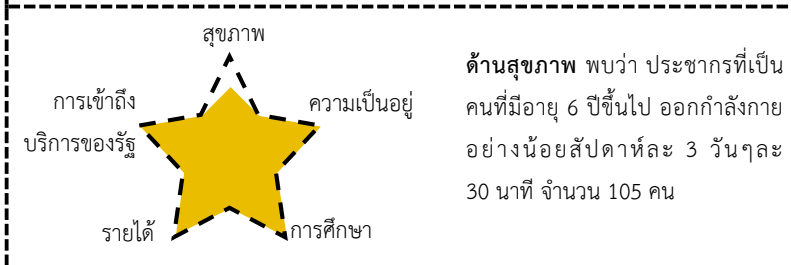 สุขภาพ
การเข้าถึง
บริการของรัฐ
ความเป็นอยู่
รายได้
การศึกษา
ด้านสุขภาพ พบว่า ประชากรที่เป็น
คนที่มีอายุ 6 ปีขึ้นไป ออกกำลังกาย
อย่างน้อยสัปดาห์ละ 3 วันๆละ
30 นาที จำนวน 105 คน